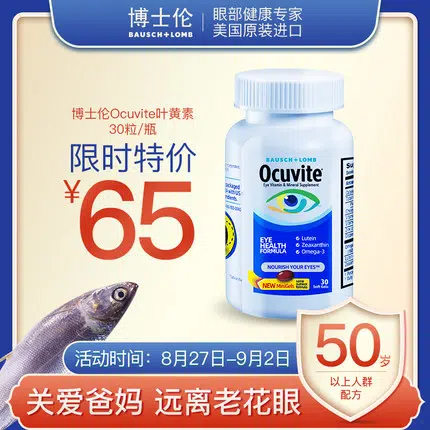 博士伦
BAUSCH+LOMB
眼部健康专家
美国原装进口
博士伦Ocuvite叶黄素
30粒/瓶
限时特价
¥65
BAUSCH + LOMB
Ocuvite
Eye Vitamin & Mineral Supplement
EYE
HEALTH
FORMULA
Lutein
Zeaxanthin
Omega-3
NOURISH YOUR EYES™
NEW MiniGels
30
Soft Gels
活动时间：8月27日-9月2日
50岁
以上人群
配方
关爱爸妈 远离老花眼